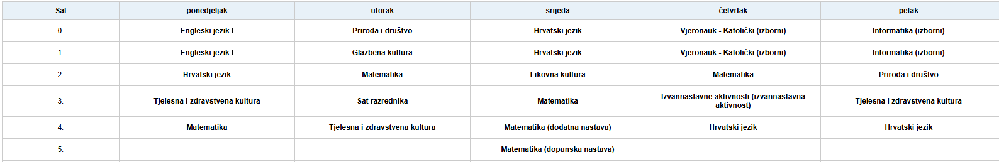 Sat ponedjeljak utorak srijeda četvrtak petak
0. Engleski jezik I Priroda i društvo Hrvatski jezik Vjeronauk - Katolički (izborni) Informatika (izborni)
1. Engleski jezik I Glazbena kultura Hrvatski jezik Vjeronauk - Katolički (izborni) Informatika (izborni)
2. Hrvatski jezik Matematika Likovna kultura Matematika Priroda i društvo
3. Tjelesna i zdravstvena kultura Sat razrednika Matematika Izvannastavne aktivnosti (izvannastavna
aktivnost) Tjelesna i zdravstvena kultura
4. Matematika Tjelesna i zdravstvena kultura Matematika (dodatna nastava) Hrvatski jezik Hrvatski jezik
5. Matematika (dopunska nastava)